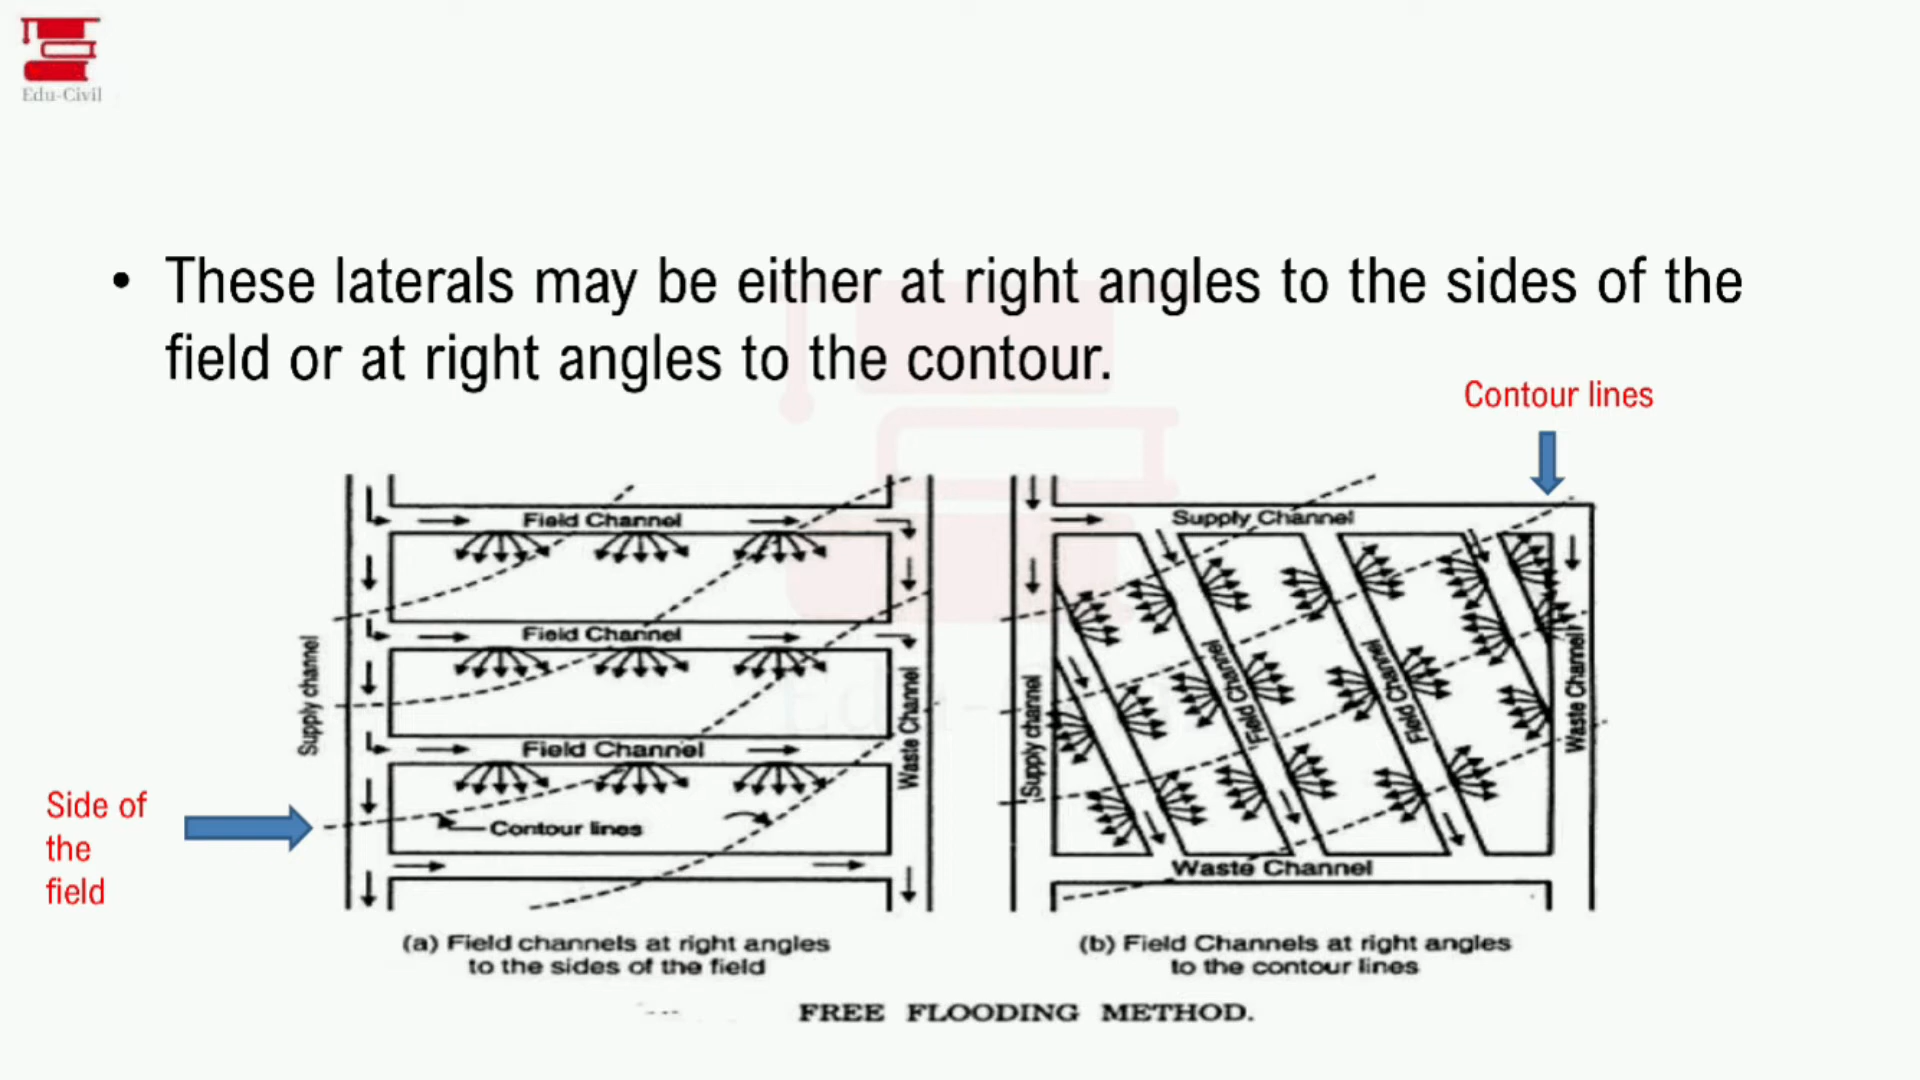 Edu-Civil
• These laterals may be either at right angles to the sides of the
field or at right angles to the contour.
Contour lines
Side of
the
field
Supply channel
Field Channel
Field Channel
Field Channel
Contour lines
Waste Channel
(a) Field channels at right angles
to the sides of the field
Supply Channel
Supply channel
Field Channel
Field Channel
Waste Channel
Waste Channel
(b) Field Channels at right angles
to the contour lines
FREE FLOODING METHOD.